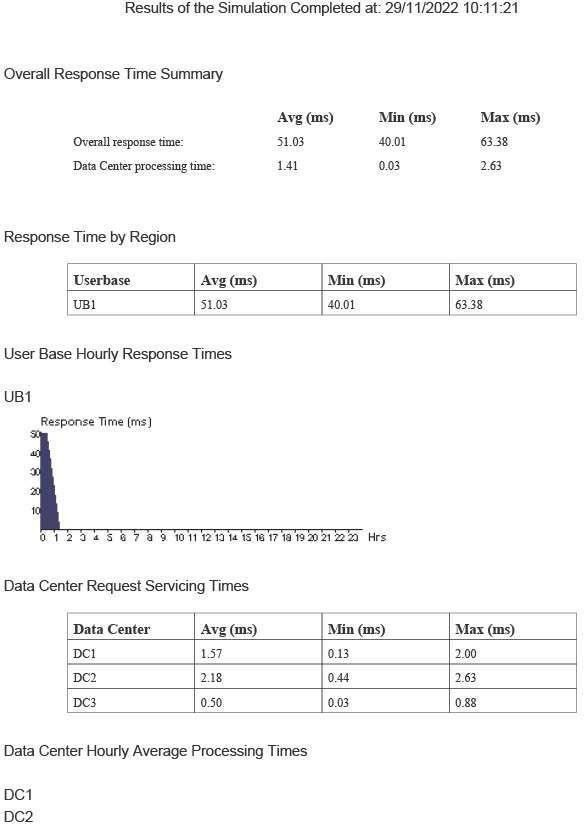 Results of the Simulation Completed at: 29/11/2022 10:11:21
Overall Response Time Summary
Avg (ms) Min (ms) Max (ms)
Overall response time: 51.03 40.01 63.38
Data Center processing time: 1.41 0.03 2.63
Response Time by Region
Userbase Avg (ms) Min (ms) Max (ms)
UB1 51.03 40.01 63.38
User Base Hourly Response Times
UB1
Response Time (ms)
50
40
30
20
10
0 1 2 3 4 5 6 7 8 9 10 11 12 13 14 15 16 17 18 19 20 21 22 23 Hrs
Data Center Request Servicing Times
Data Center Avg (ms) Min (ms) Max (ms)
DC1 1.57 0.13 2.00
DC2 2.18 0.44 2.63
DC3 0.50 0.03 0.88
Data Center Hourly Average Processing Times
DC1
DC2